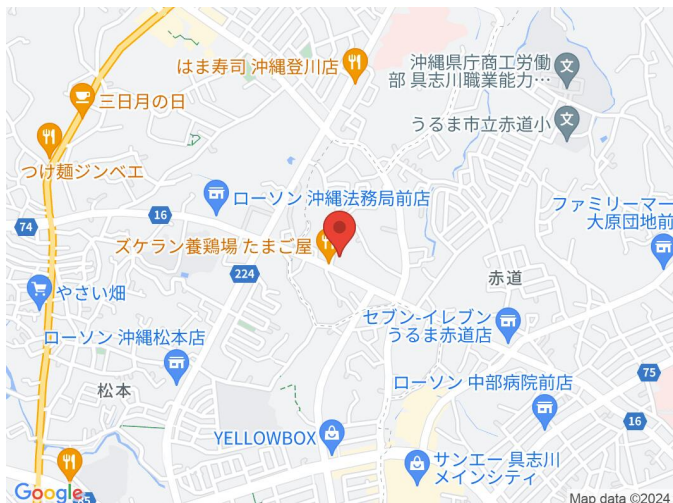 はま寿司 沖縄登川店
沖縄県庁商工労働
部 具志川職業能力…
三日月の日
うるま市立赤道小
つけ麺ジンベエ
ローソン 沖縄法務局前店
ファミリーマー
大原団地前
16
74
ズケラン養鶏場 たまご屋
224
赤道
やさい畑
セブン-イレブン
うるま赤道店
ローソン 沖縄松本店
75
松本
ローソン 中部病院前店
16
YELLOWBOX
サンエー 具志川
メインシティ
Google
Map data ©2024